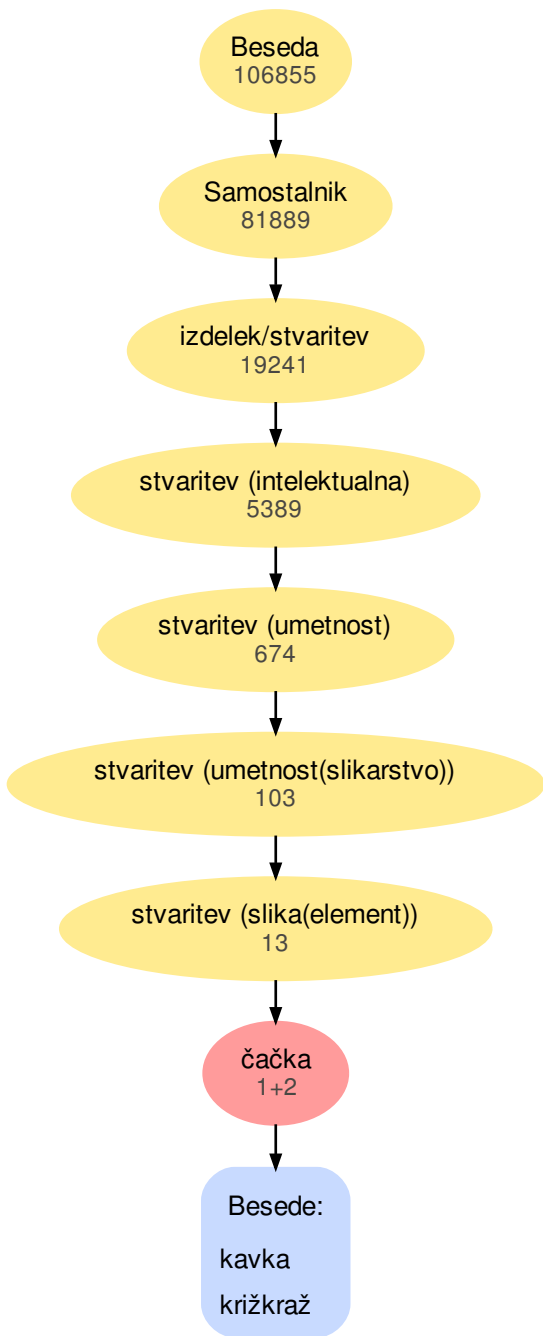 Beseda
106855
Samostalnik
81889
izdelek/stvaritev
19241
stvaritev (intelektualna)
5389
stvaritev (umetnost)
674
stvaritev (umetnost(slikarstvo))
103
stvaritev (slika(element))
13
čačka
1+2
Besede:
kavka
križkraž